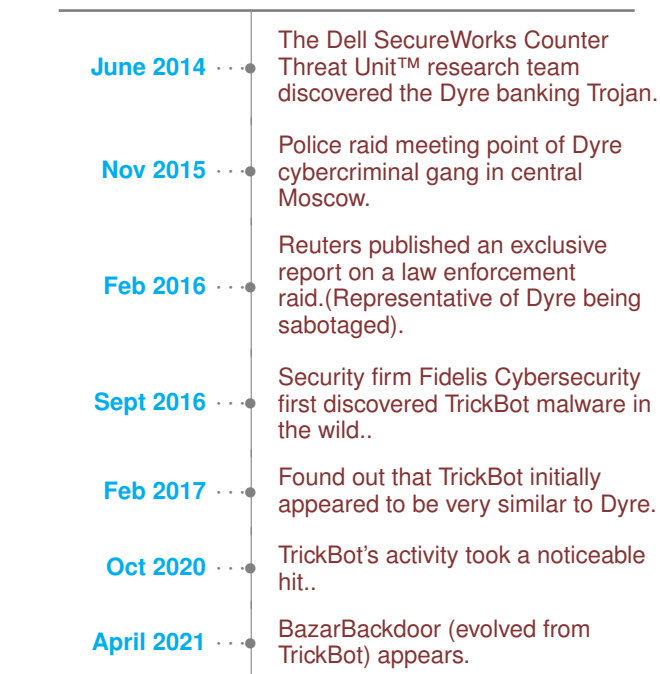 June 2014
The Dell SecureWorks Counter
Threat Unit™ research team
discovered the Dyre banking Trojan.
Nov 2015
Police raid meeting point of Dyre
cybercriminal gang in central
Moscow.
Feb 2016
Reuters published an exclusive
report on a law enforcement
raid.(Representative of Dyre being
sabotaged).
Sept 2016
Security firm Fidelis Cybersecurity
first discovered TrickBot malware in
the wild..
Feb 2017
Found out that TrickBot initially
appeared to be very similar to Dyre.
Oct 2020
TrickBot's activity took a noticeable
hit..
April 2021
BazarBackdoor (evolved from
TrickBot) appears.